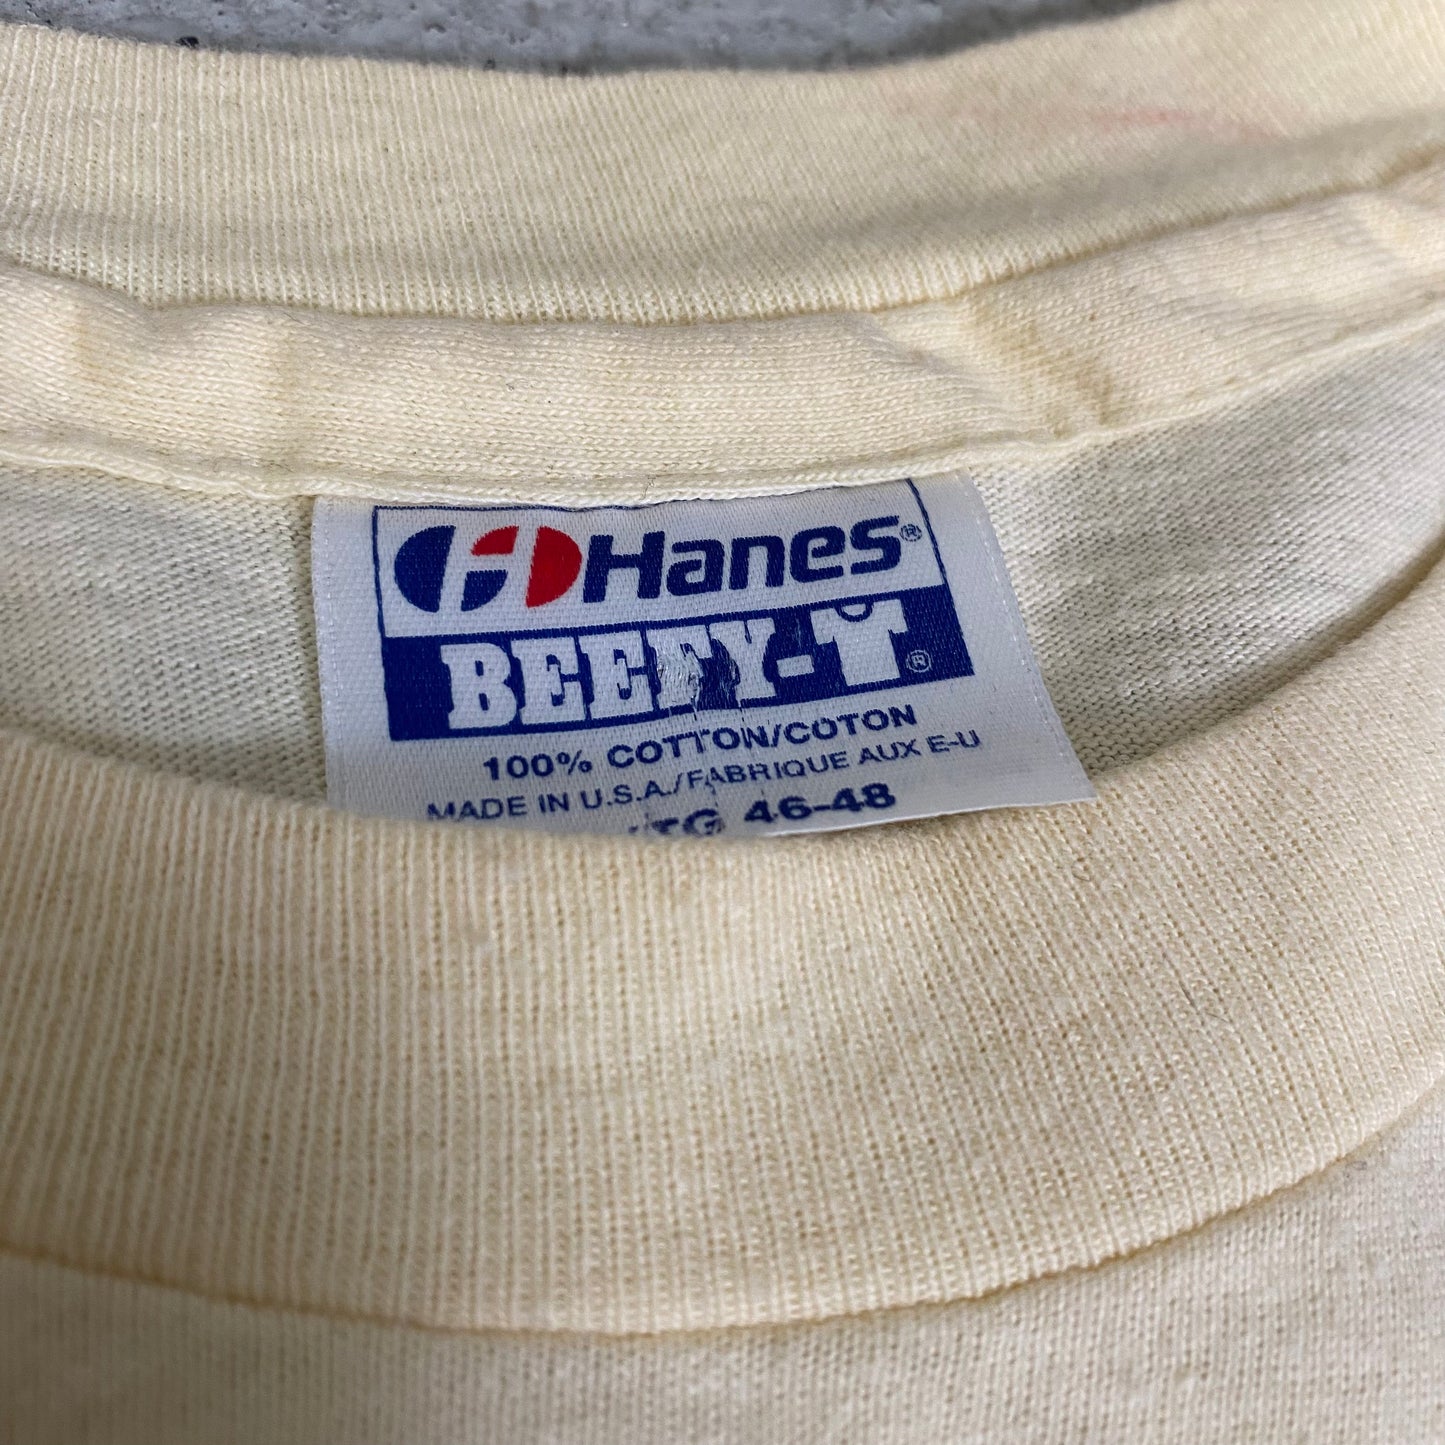 Hanes®
BEEFY-T®
100% COTTON/COTON
MADE IN U.S.A./FABRIQUE AUX E-U
46-48